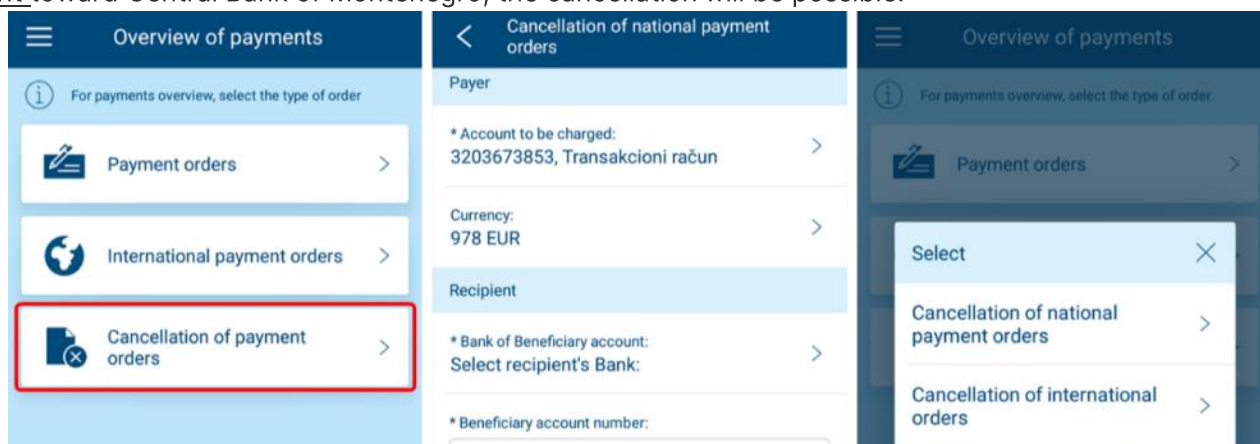 toward Central Bank of Montenegro, the cancellation will be possible.
Overview of payments
For payments overview, select the type of order
Payment orders
International payment orders
Cancellation of payment
orders
Cancellation of national payment
orders
Payer
* Account to be charged:
3203673853, Transakcioni račun
Currency:
978 EUR
Recipient
* Bank of Beneficiary account:
Select recipient's Bank:
* Beneficiary account number:
Overview of payments
For payments overview, select the type of order
Payment orders
Select
Cancellation of national
payment orders
Cancellation of international
orders